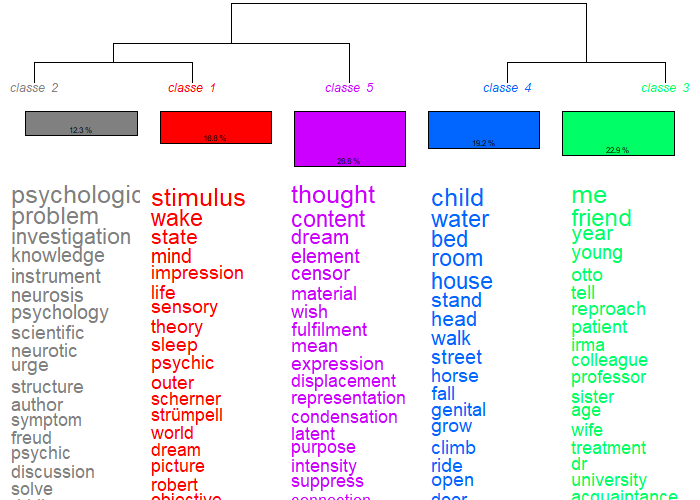 classe 2 classe 1 classe 5 classe 4 classe 3
12.3 % 18.8 % 26.8 % 19.2 % 22.9 %
psychologic stimulus thought child me
problem wake content water friend
investigation state dream bed year
knowledge mind element room young
instrument impression censor house otto
neurosis life material stand tell
psychology sensory wish head reproach
scientific theory fulfilment walk patient
neurotic sleep mean street irma
urge psychic expression horse colleague
structure outer displacement fall professor
author scherner representation genital sister
symptom strümpell condensation grow age
freud world latent climb wife
psychic dream purpose ride treatment
discussion picture intensity open dr
solve robert suppress door university
objective connection acquaintance